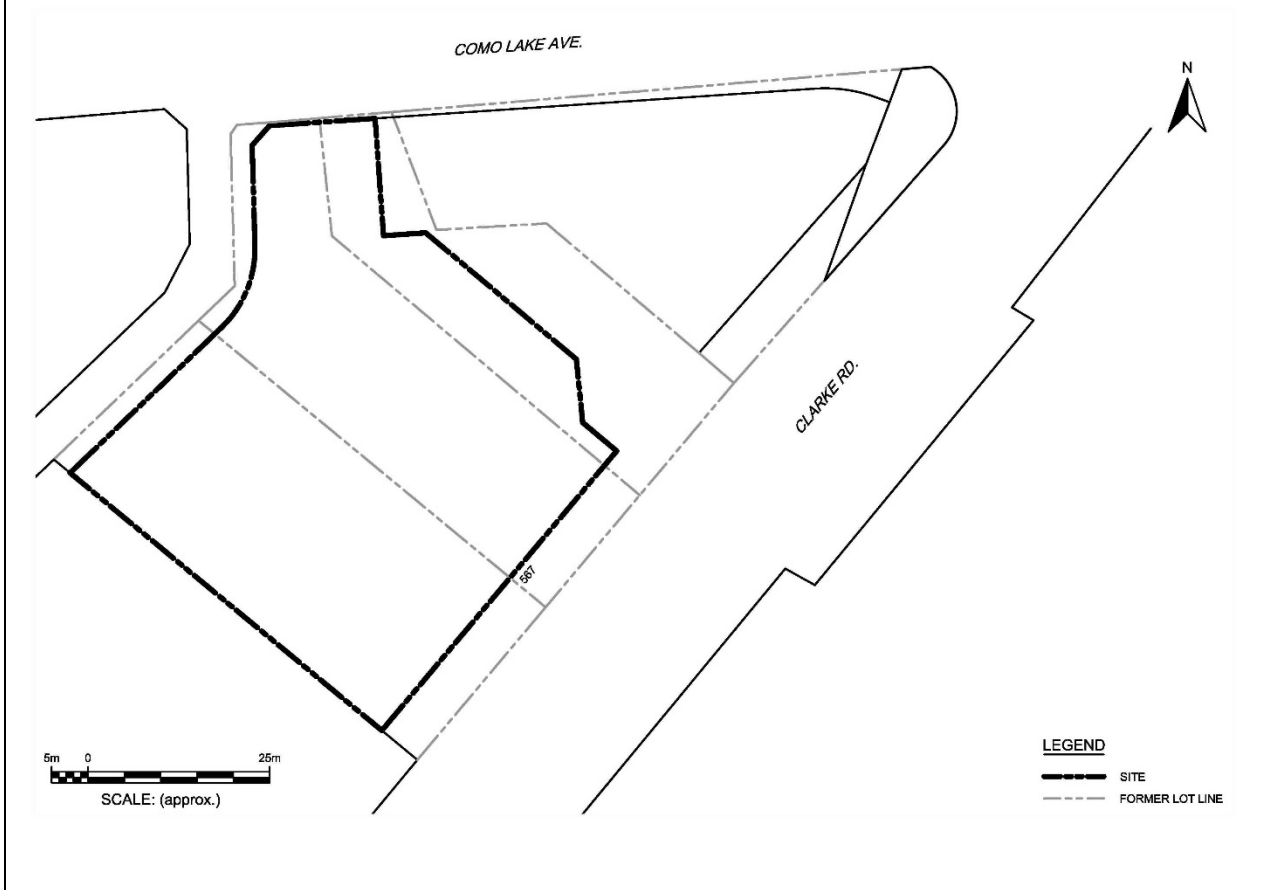 COMO LAKE AVE.
N
CLARKE RD.
567
5m 0 25m
SCALE: (approx.)
LEGEND
SITE
FORMER LOT LINE